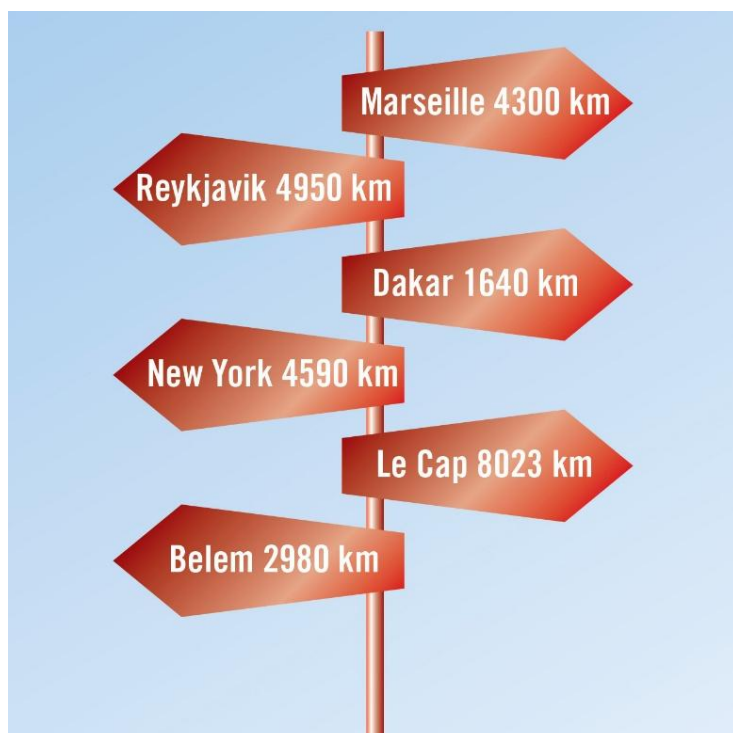 Marseille 4300 km
Reykjavik 4950 km
Dakar 1640 km
New York 4590 km
Le Cap 8023 km
Belem 2980 km